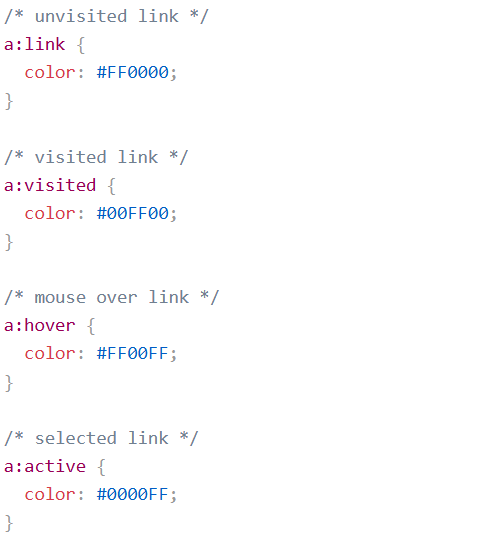 /* unvisited link */
a:link {
  color: #FF0000;
}

/* visited link */
a:visited {
  color: #00FF00;
}

/* mouse over link */
a:hover {
  color: #FF00FF;
}

/* selected link */
a:active {
  color: #0000FF;
}